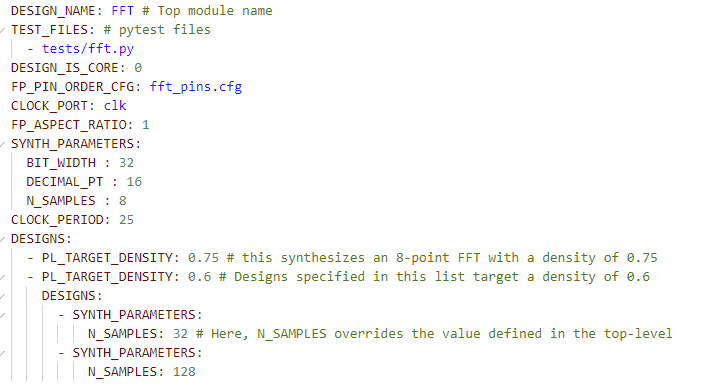 DESIGN_NAME: FFT # Top module name
TEST_FILES: # pytest files
- tests/fft.py
DESIGN_IS_CORE: 0
FP_PIN_ORDER_CFG: fft_pins.cfg
CLOCK_PORT: clk
FP_ASPECT_RATIO: 1
SYNTH_PARAMETERS:
BIT_WIDTH : 32
DECIMAL_PT : 16
N_SAMPLES : 8
CLOCK_PERIOD: 25
DESIGNS:
- PL_TARGET_DENSITY: 0.75 # this synthesizes an 8-point FFT with a density of 0.75
- PL_TARGET_DENSITY: 0.6 # Designs specified in this list target a density of 0.6
DESIGNS:
- SYNTH_PARAMETERS:
N_SAMPLES: 32 # Here, N_SAMPLES overrides the value defined in the top-level
- SYNTH_PARAMETERS:
N_SAMPLES: 128